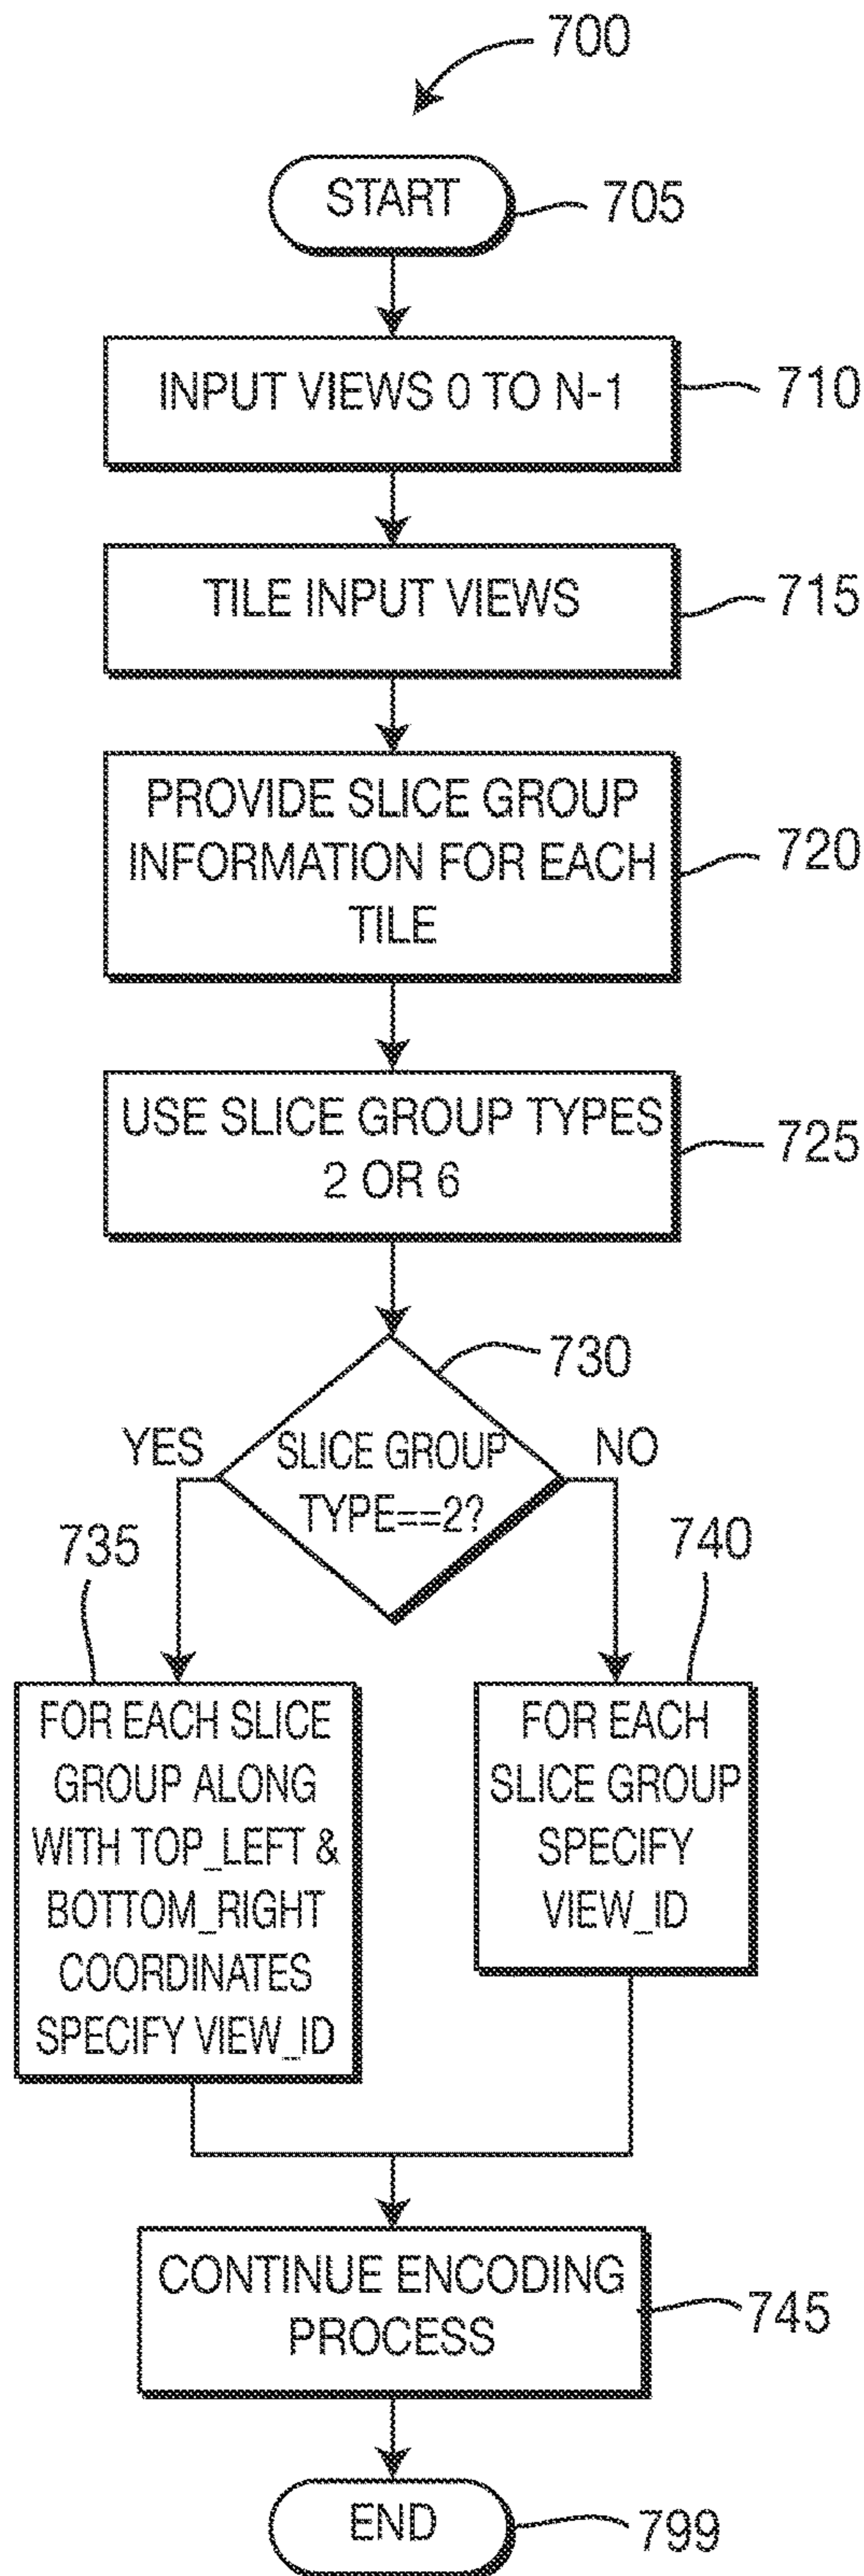 700
START
705
INPUT VIEWS 0 TO N-1
710
TILE INPUT VIEWS
715
PROVIDE SLICE GROUP
INFORMATION FOR EACH
TILE
720
USE SLICE GROUP TYPES
2 OR 6
725
730
YES
SLICE GROUP
TYPE==2?
NO
735
740
FOR EACH SLICE
GROUP ALONG
WITH TOP_LEFT &
BOTTOM_RIGHT
COORDINATES
SPECIFY VIEW_ID
FOR EACH
SLICE GROUP
SPECIFY
VIEW_ID
CONTINUE ENCODING
PROCESS
745
END
799